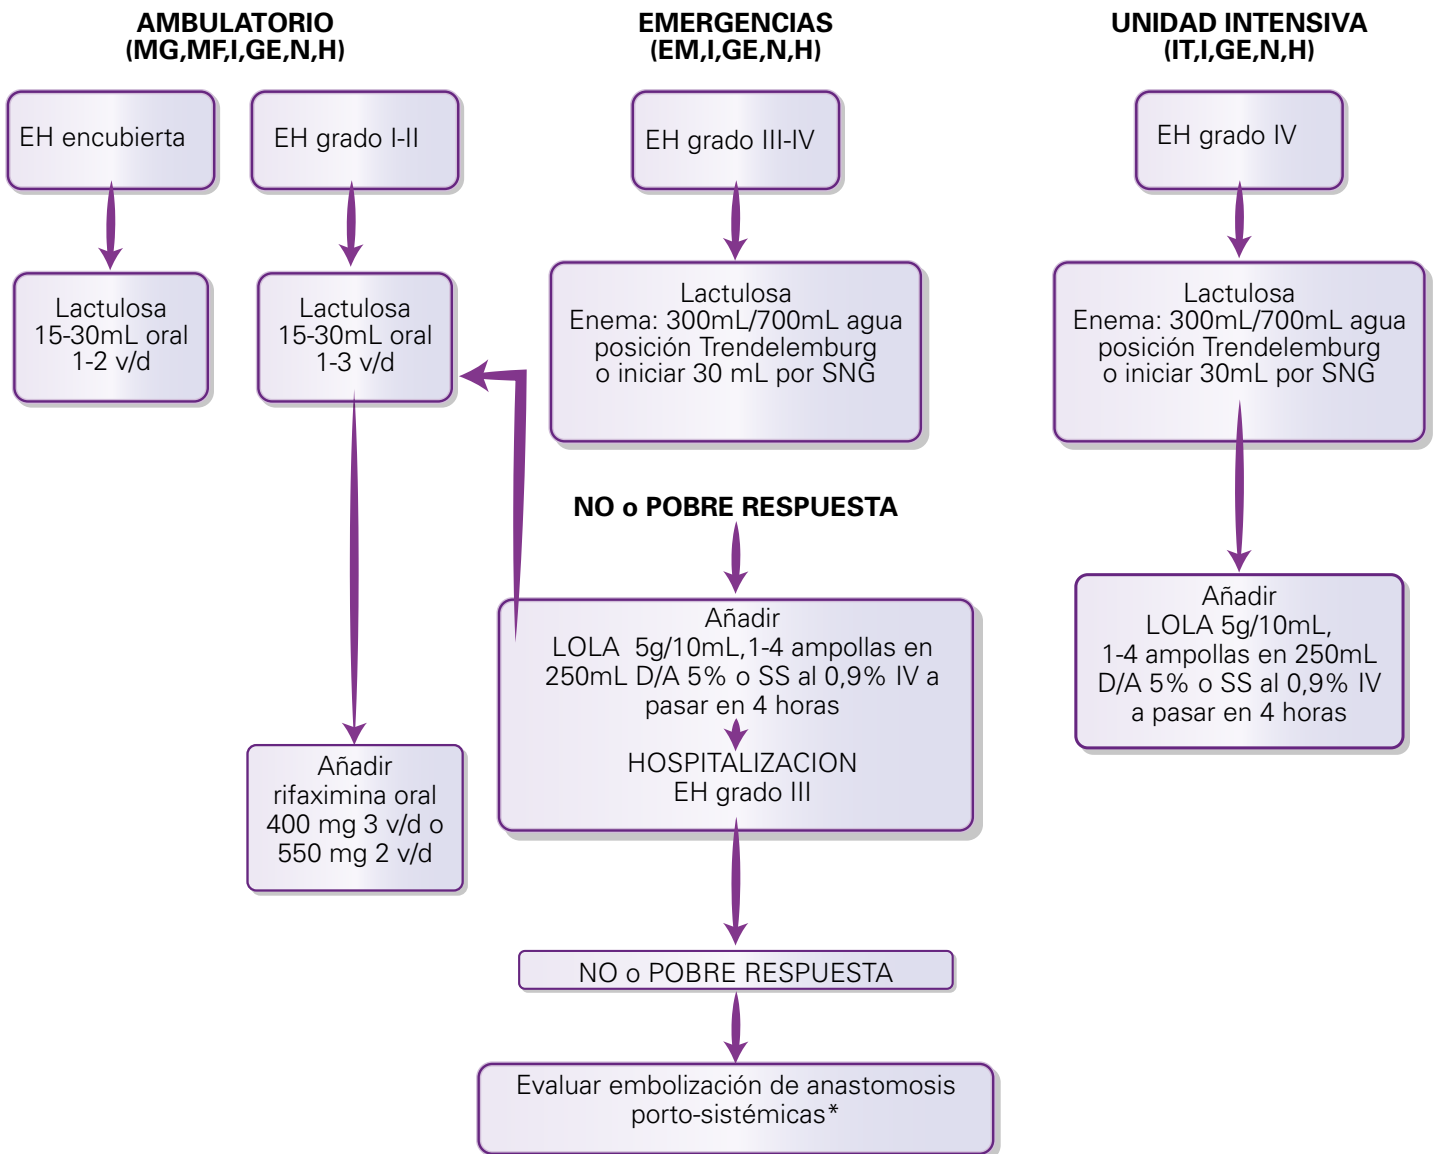 AMBULATORIO
(MG,MF,I,GE,N,H)
EH encubierta
Lactulosa
15-30mL oral
1-2 v/d
EH grado I-II
Lactulosa
15-30mL oral
1-3 v/d
Añadir
rifaximina oral
400 mg 3 v/d o
550 mg 2 v/d
EMERGENCIAS
(EM,I,GE,N,H)
EH grado III-IV
Lactulosa
Enema: 300mL/700mL agua
posición Trendelemburg
o iniciar 30 mL por SNG
NO o POBRE RESPUESTA
Añadir
LOLA 5g/10mL,1-4 ampollas en
250mL D/A 5% o SS al 0,9% IV a
pasar en 4 horas
HOSPITALIZACION
EH grado III
NO o POBRE RESPUESTA
Evaluar embolización de anastomosis
porto-sistémicas*
UNIDAD INTENSIVA
(IT,I,GE,N,H)
EH grado IV
Lactulosa
Enema: 300mL/700mL agua
posición Trendelemburg
o iniciar 30mL por SNG
Añadir
LOLA 5g/10mL,
1-4 ampollas en 250mL
D/A 5% o SS al 0,9% IV
a pasar en 4 horas